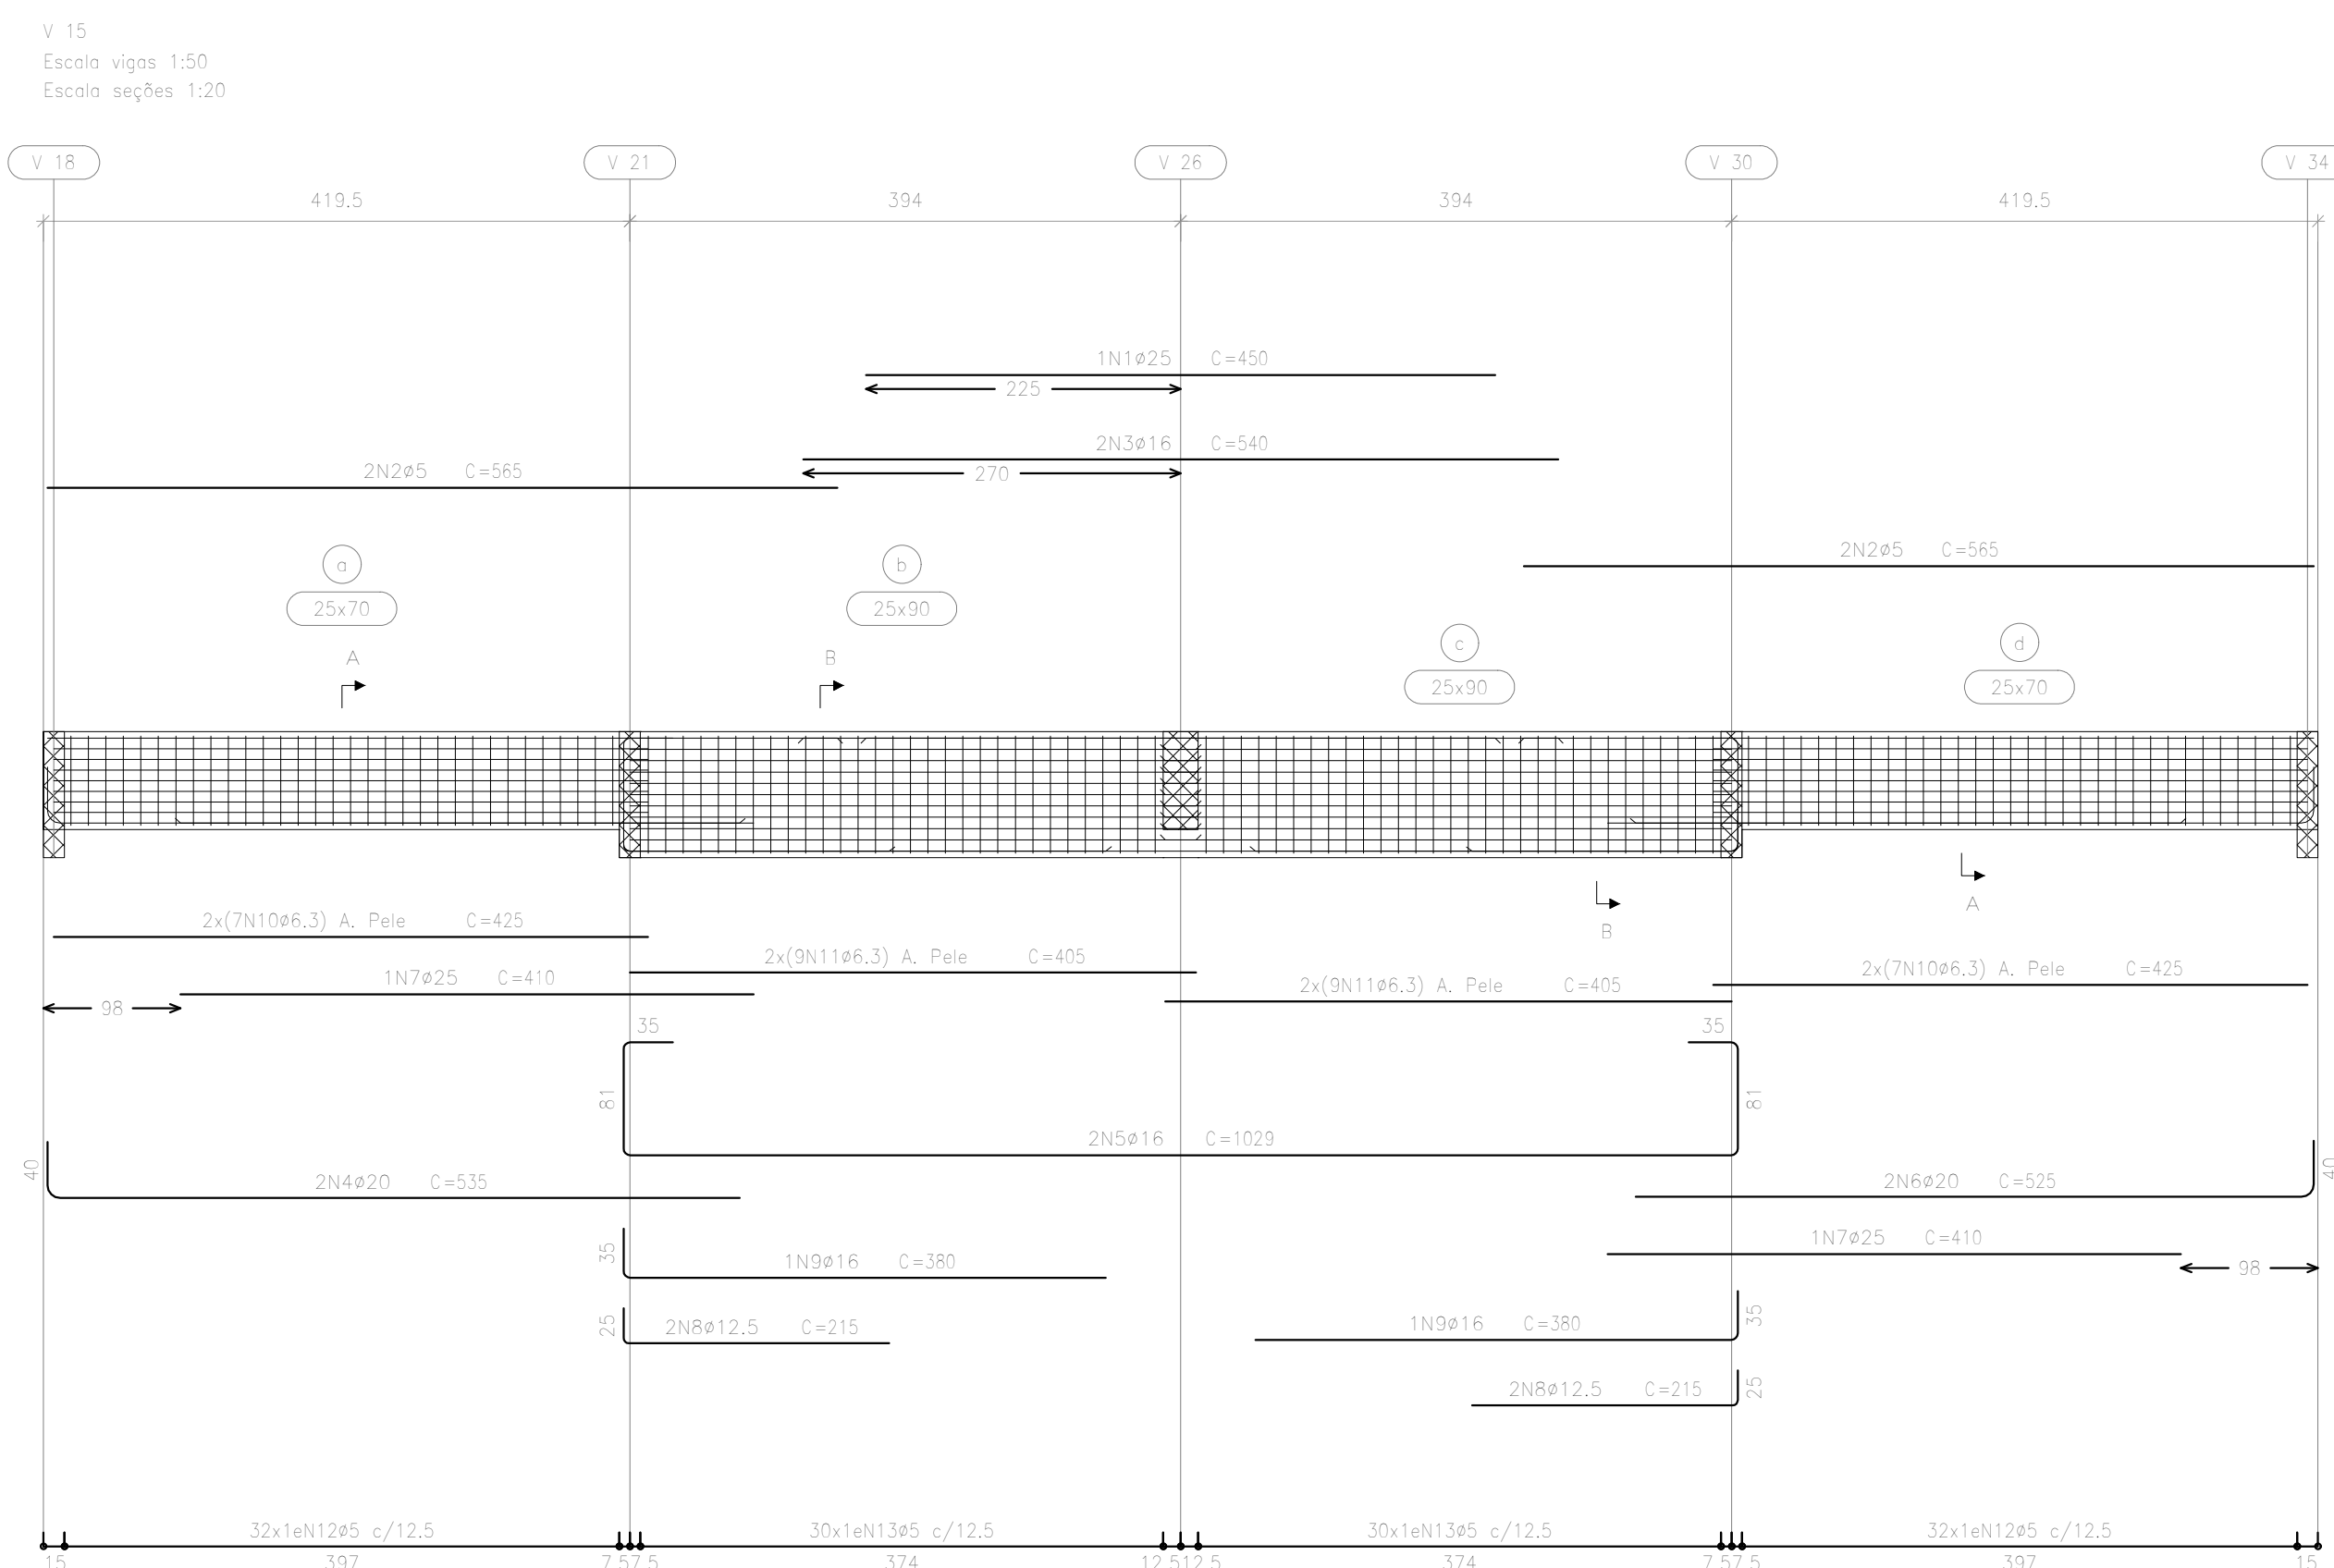 V 15
Escala vigas 1:50
Escala seções 1:20
V 18
V 21
V 26
V 30
V 34
419.5
394
394
419.5
1N1ø25 C=450
225
2N3ø16 C=540
270
2N2ø5 C=565
2N2ø5 C=565
a
b
25x70
25x90
c
d
25x90
25x70
A
B
A
B
2x(7N10ø6.3) A. Pele C=425
2x(9N11ø6.3) A. Pele C=405
2x(7N10ø6.3) A. Pele C=425
1N7ø25 C=410
2x(9N11ø6.3) A. Pele C=405
98
35
35
81
81
2N5ø16 C=1029
40
2N4ø20 C=535
2N6ø20 C=525
40
35
1N9ø16 C=380
1N7ø25 C=410
98
25
2N8ø12.5 C=215
1N9ø16 C=380
35
2N8ø12.5 C=215
25
32x1eN12ø5 c/12.5
30x1eN13ø5 c/12.5
30x1eN13ø5 c/12.5
32x1eN12ø5 c/12.5
15
397
7.57.5
374
12.512.5
374
7.57.5
397
15